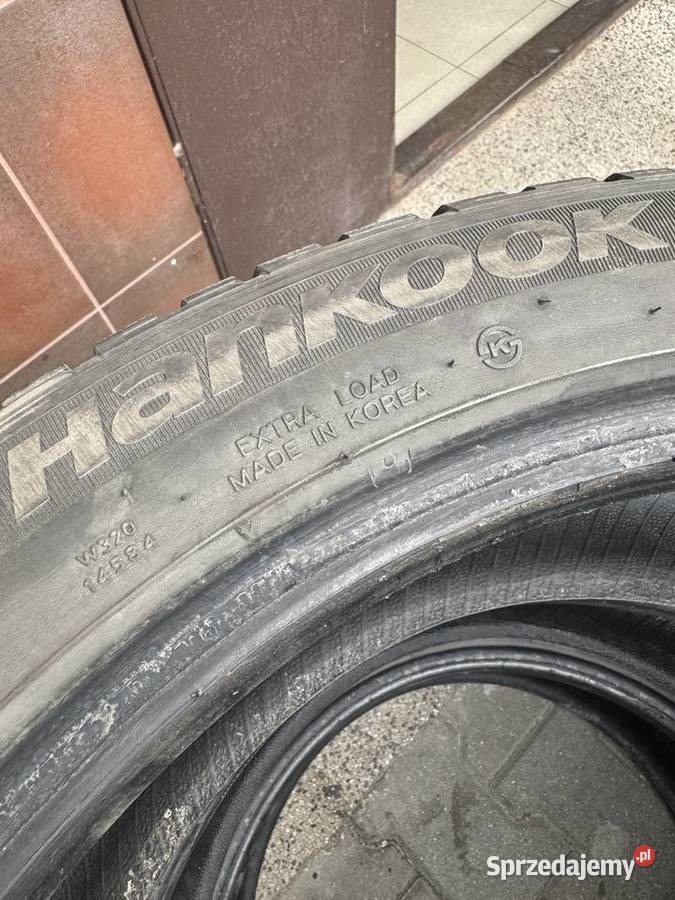 Hankook
EXTRA LOAD
MADE IN KOREA
K
W320
14584
Sprzedajemy.pl